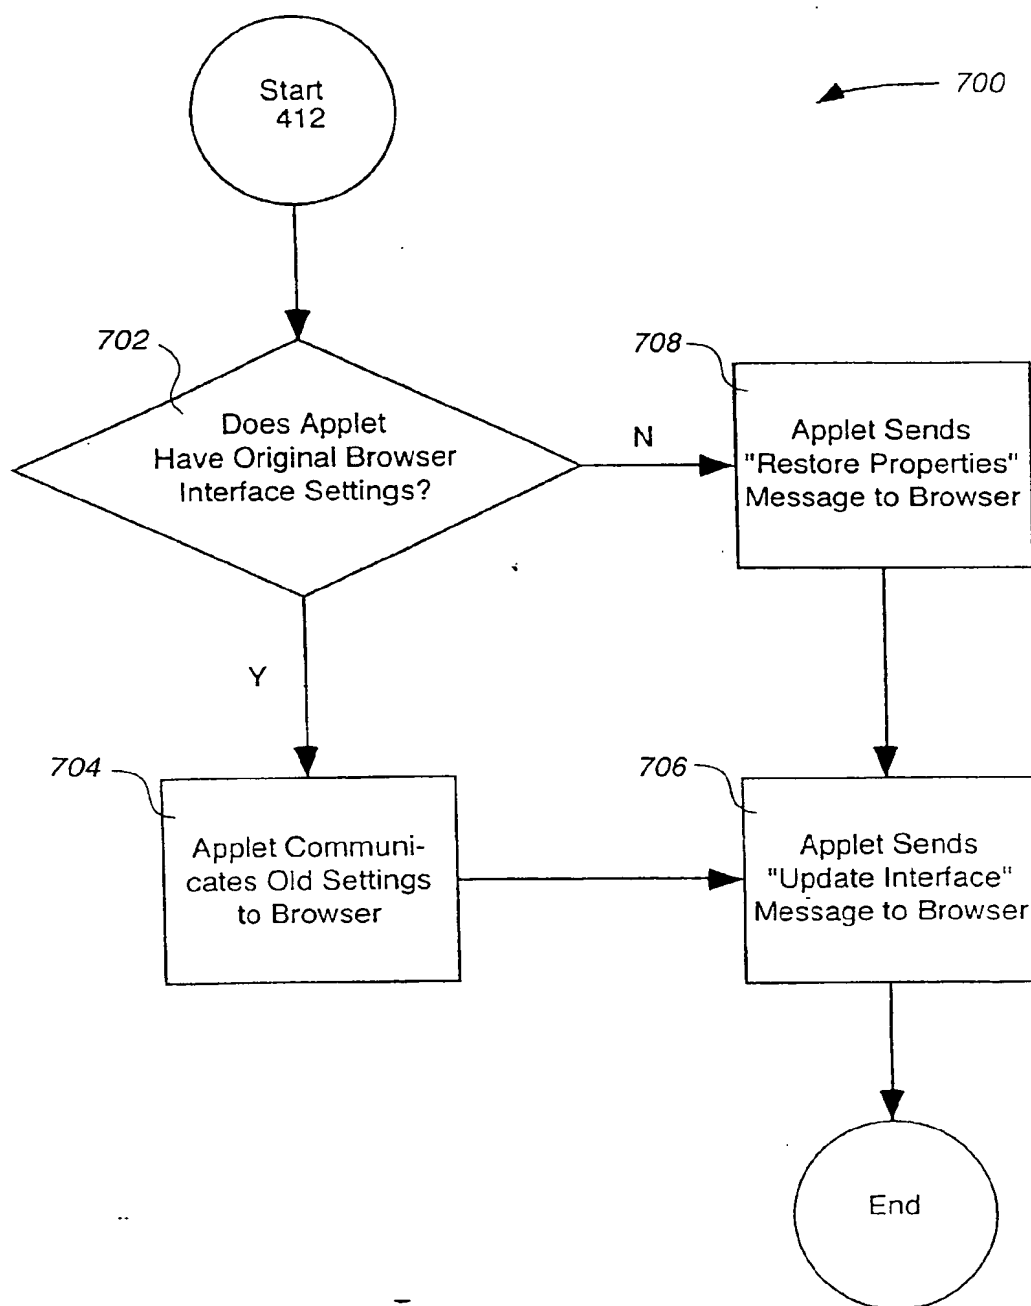 Start
412
700
702
Does Applet
Have Original Browser
Interface Settings?
N
708
Applet Sends
"Restore Properties"
Message to Browser
Y
704
Applet Communi-
cates Old Settings
to Browser
706
Applet Sends
"Update Interface"
Message to Browser
End